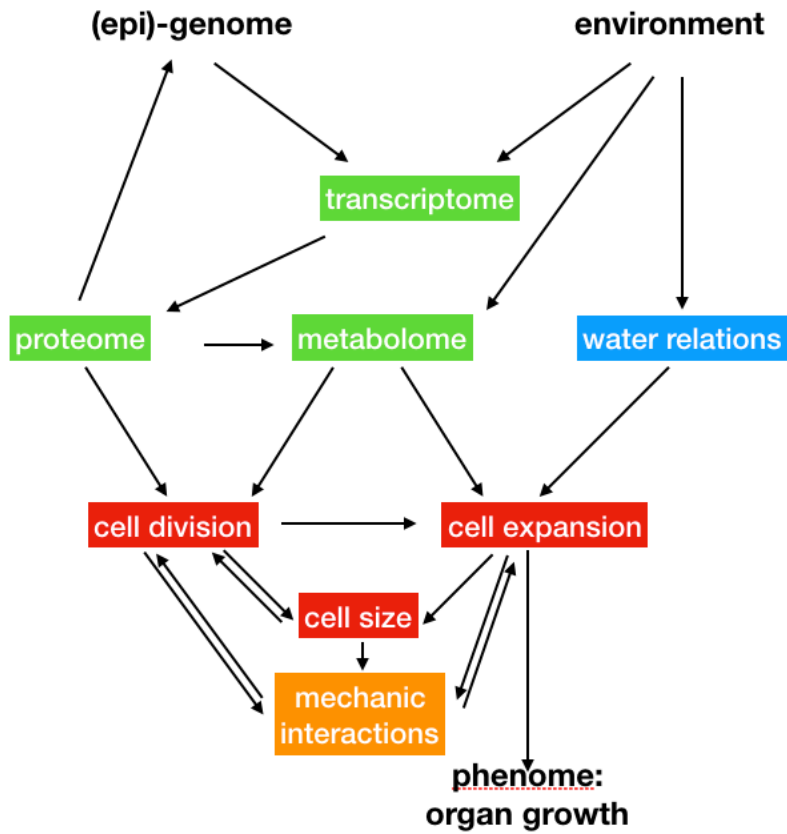 (epi)-genome
environment
transcriptome
proteome
metabolome
water relations
cell division
cell expansion
cell size
mechanic
interactions
phenome:
organ growth